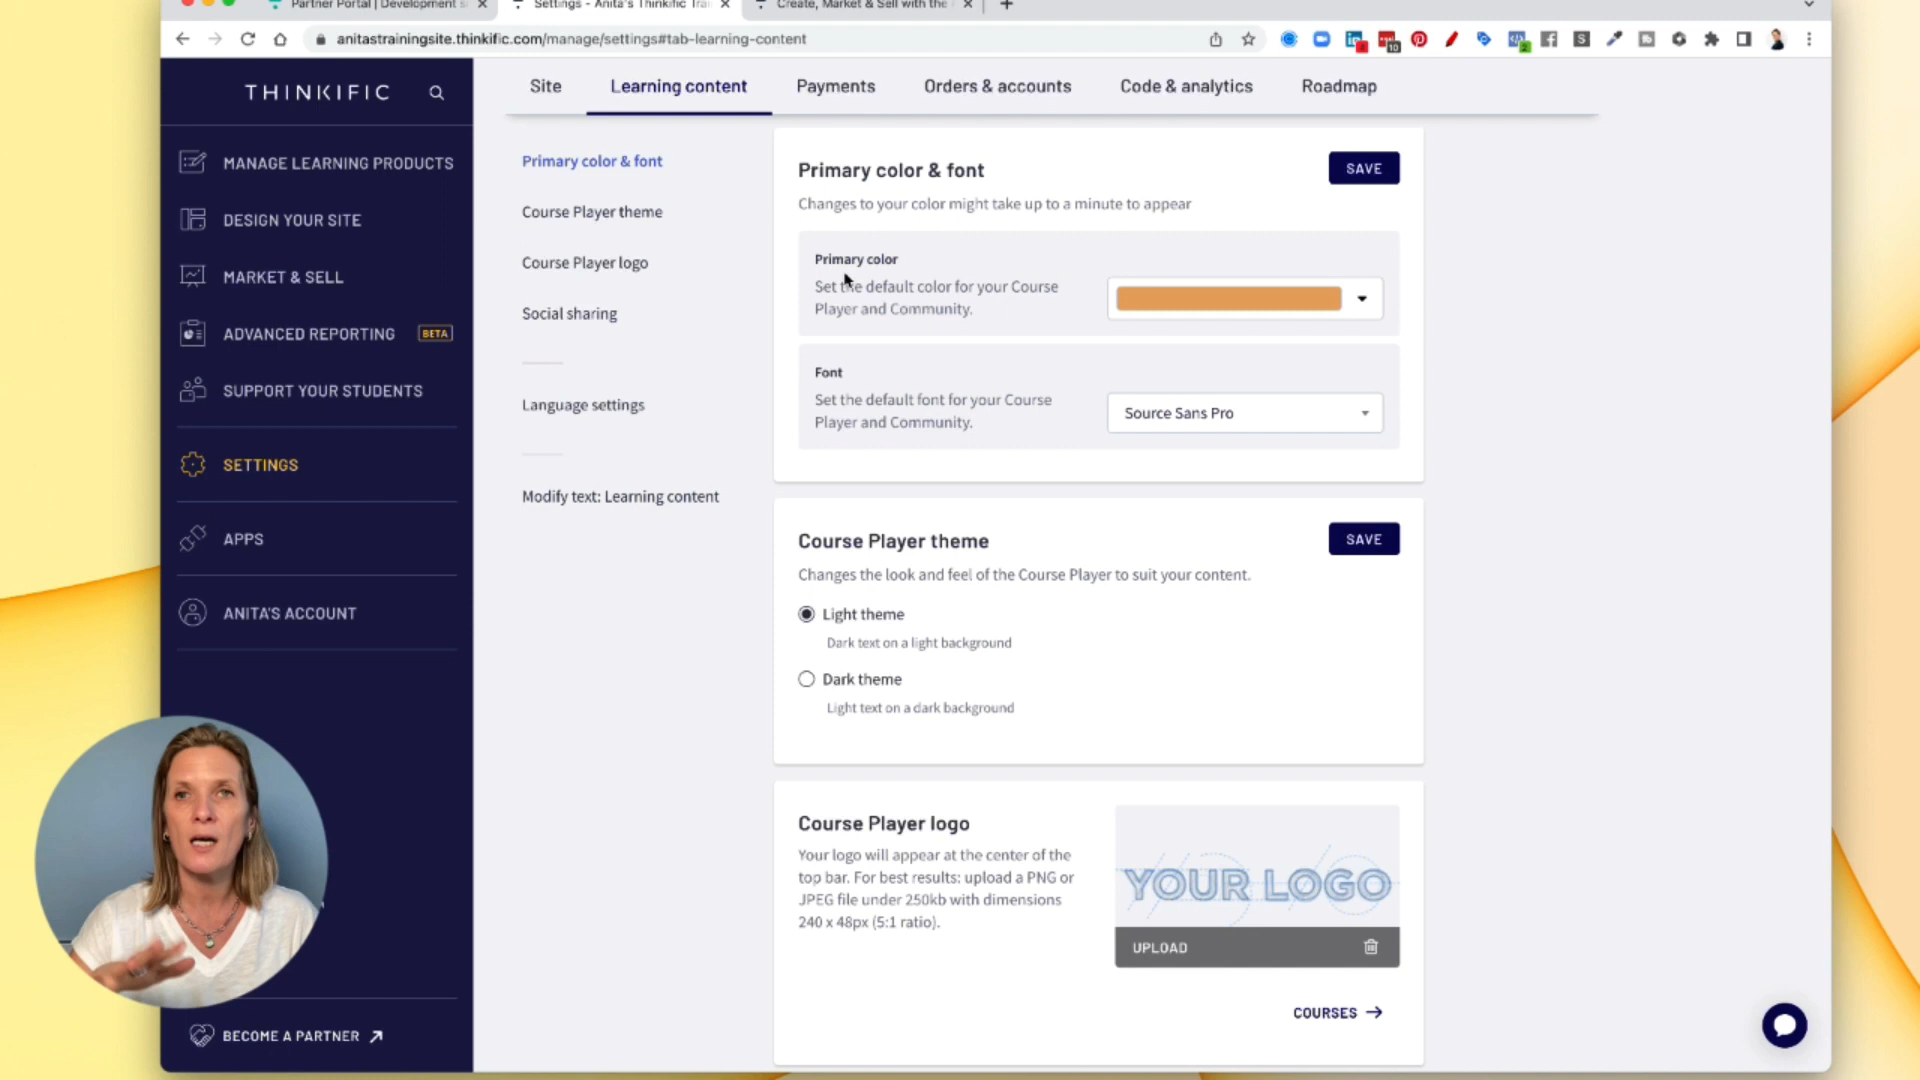 Partner Portal | Development s
Settings - Anita's Thinkific Trai
Create, Market & Sell with the
anitastrainingsite.thinkific.com/manage/settings#tab-learning-content
THINKIFIC
Site
Learning content
Payments
Orders & accounts
Code & analytics
Roadmap
MANAGE LEARNING PRODUCTS
DESIGN YOUR SITE
MARKET & SELL
ADVANCED REPORTING BETA
SUPPORT YOUR STUDENTS
SETTINGS
APPS
ANITA'S ACCOUNT
BECOME A PARTNER
Primary color & font
Course Player theme
Course Player logo
Social sharing
Language settings
Modify text: Learning content
Primary color & font
SAVE
Changes to your color might take up to a minute to appear
Primary color
Set the default color for your Course
Player and Community.
Font
Set the default font for your Course
Player and Community.
Source Sans Pro
Course Player theme
SAVE
Changes the look and feel of the Course Player to suit your content.
Light theme
Dark text on a light background
Dark theme
Light text on a dark background
Course Player logo
Your logo will appear at the center of the
top bar. For best results: upload a PNG or
JPEG file under 250kb with dimensions
240 x 48px (5:1 ratio).
YOUR LOGO
UPLOAD
COURSES